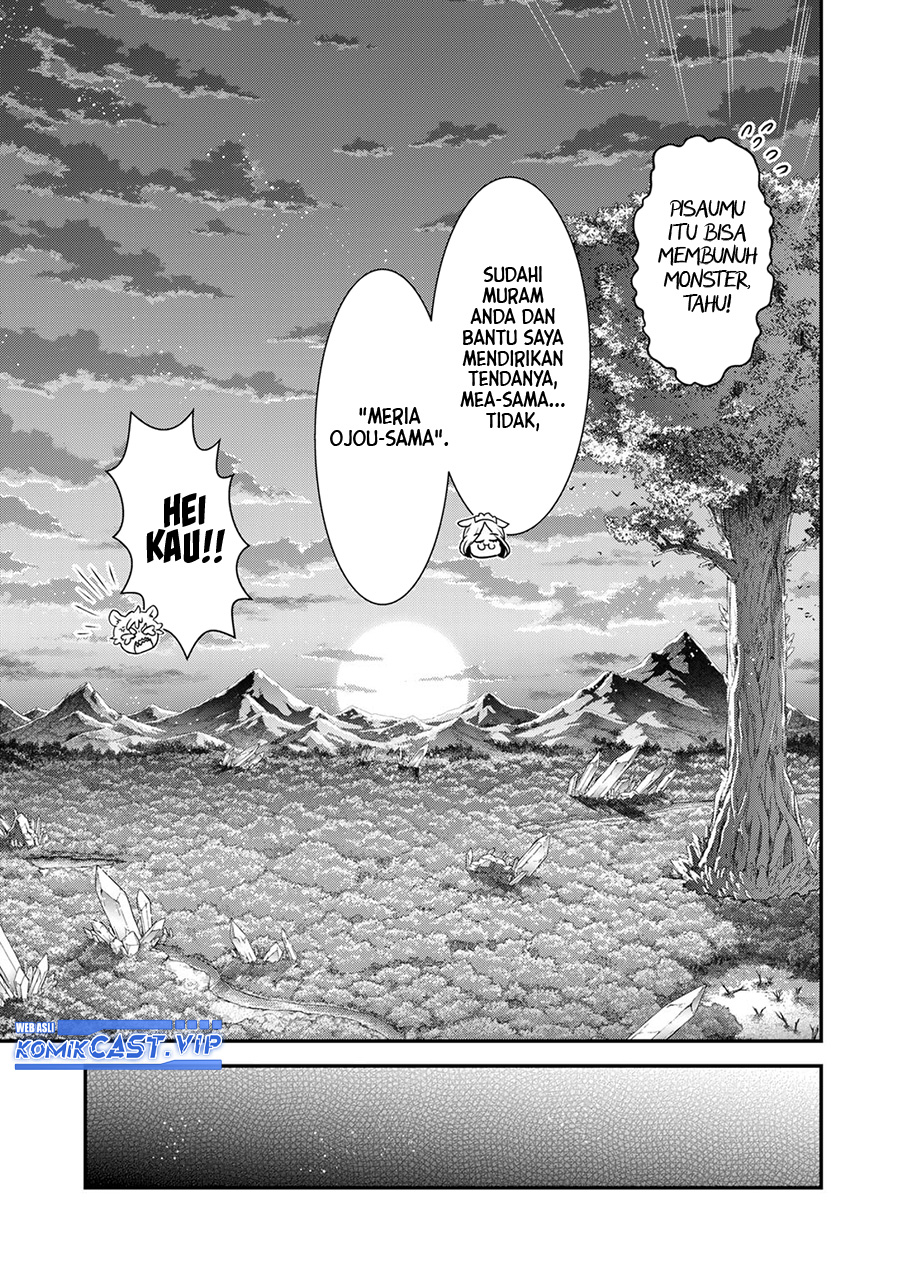 PISAUMU
ITU BISA
MEMBUNUH
MONSTER,
TAHU!
SUDAHI
MURAM
ANDA DAN
BANTU SAYA
MENDIRIKAN
TENDANYA,
MEA-SAMA...
TIDAK,
"MERIA
OJOU-SAMA".
HEI
KAU!!
WEB ASLI
KOMIKCAST.VIP